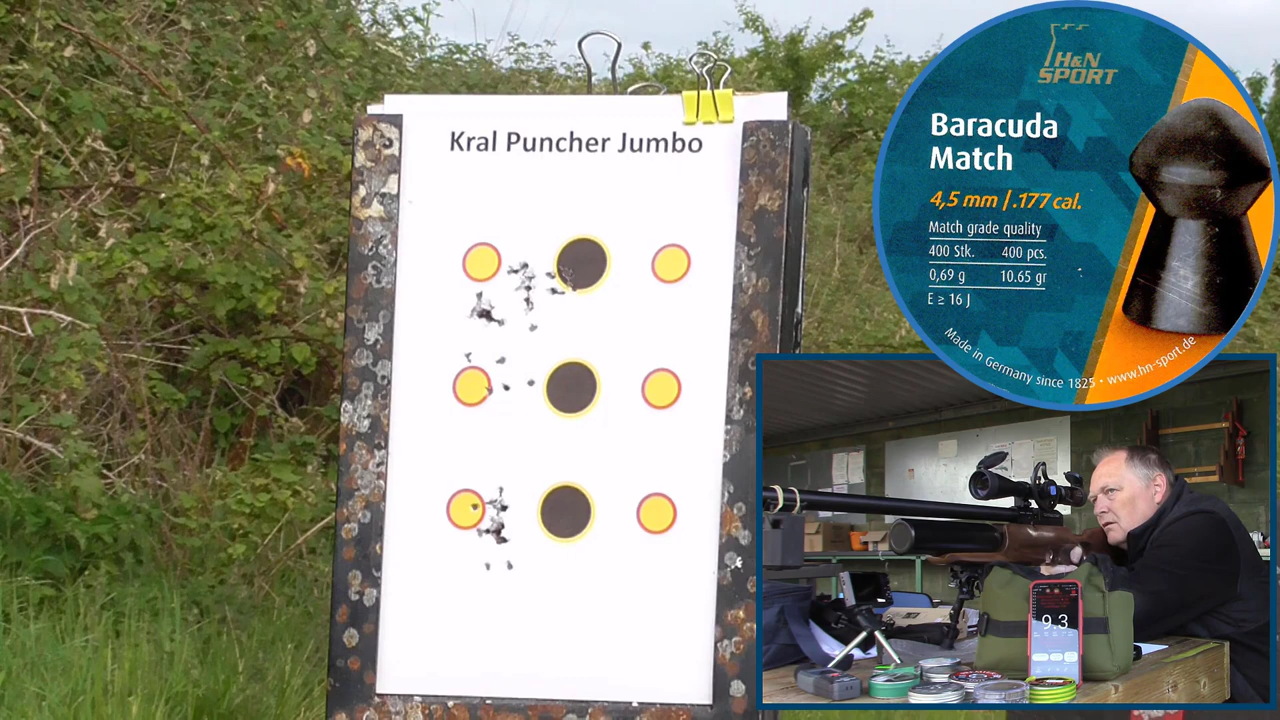 Kral Puncher Jumbo
H&N
SPORT
Baracuda
Match
4,5 mm | .177 cal.
Match grade quality
400 Stk. 400 pcs.
0,69 g 10.65 gr
E ≥ 16 J
Made in Germany since 1825 • www.hn-sport.de
9.3